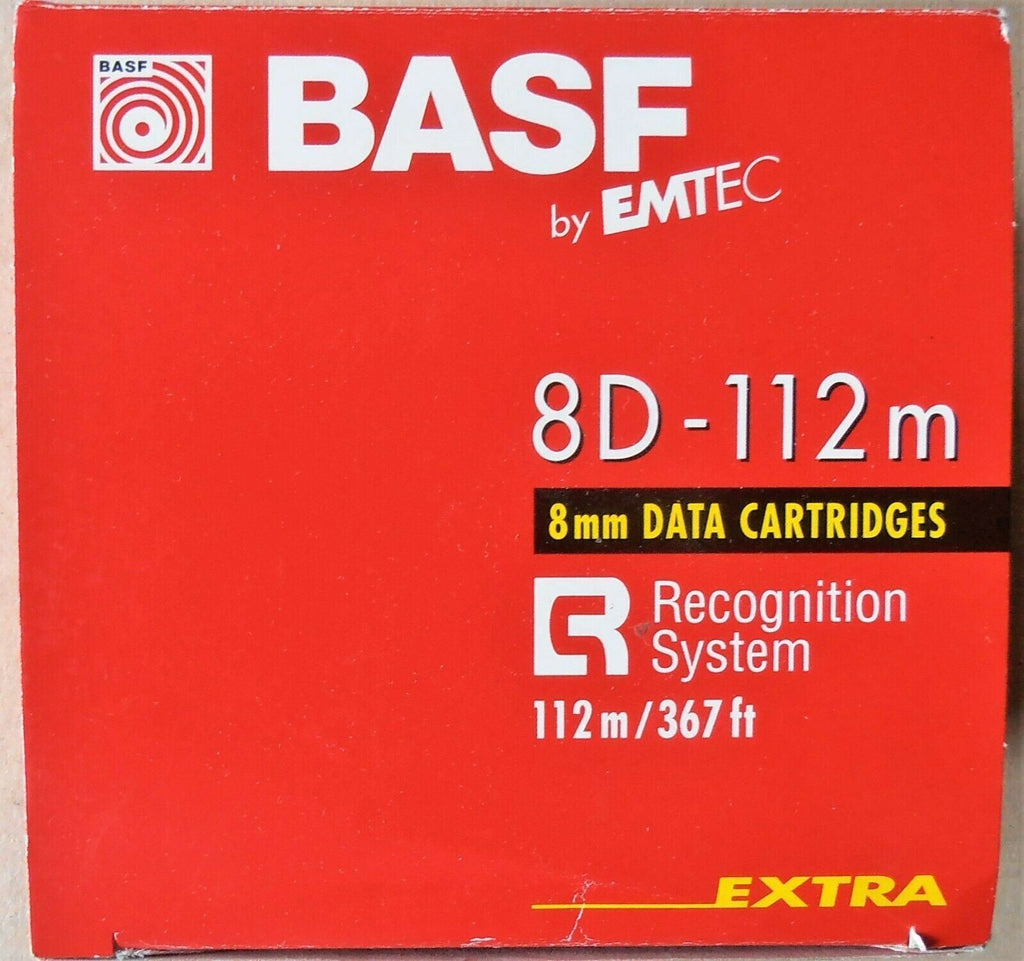 BASF
BASF
by EMTEC
8D-112m
8mm DATA CARTRIDGES
Recognition
System
112m/367ft
EXTRA